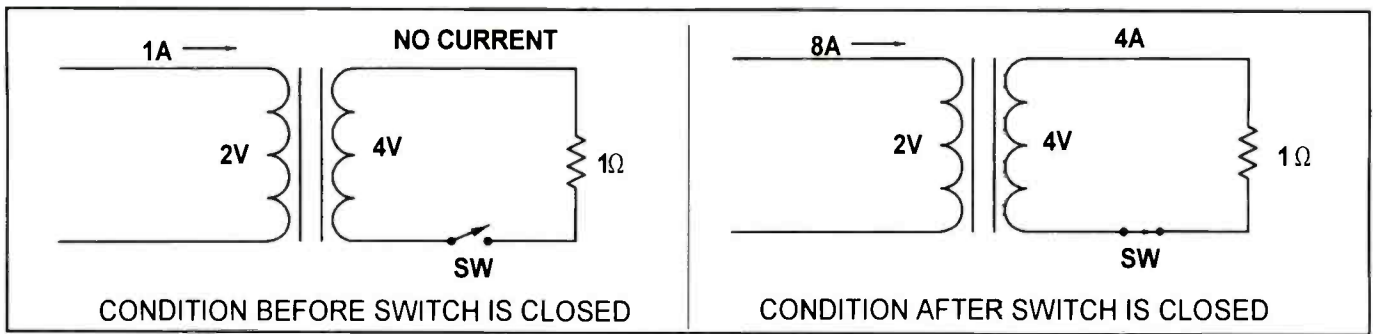 1A
NO CURRENT
2V
4V
1Ω
SW
CONDITION BEFORE SWITCH IS CLOSED
8A
4A
2V
4V
1Ω
SW
CONDITION AFTER SWITCH IS CLOSED